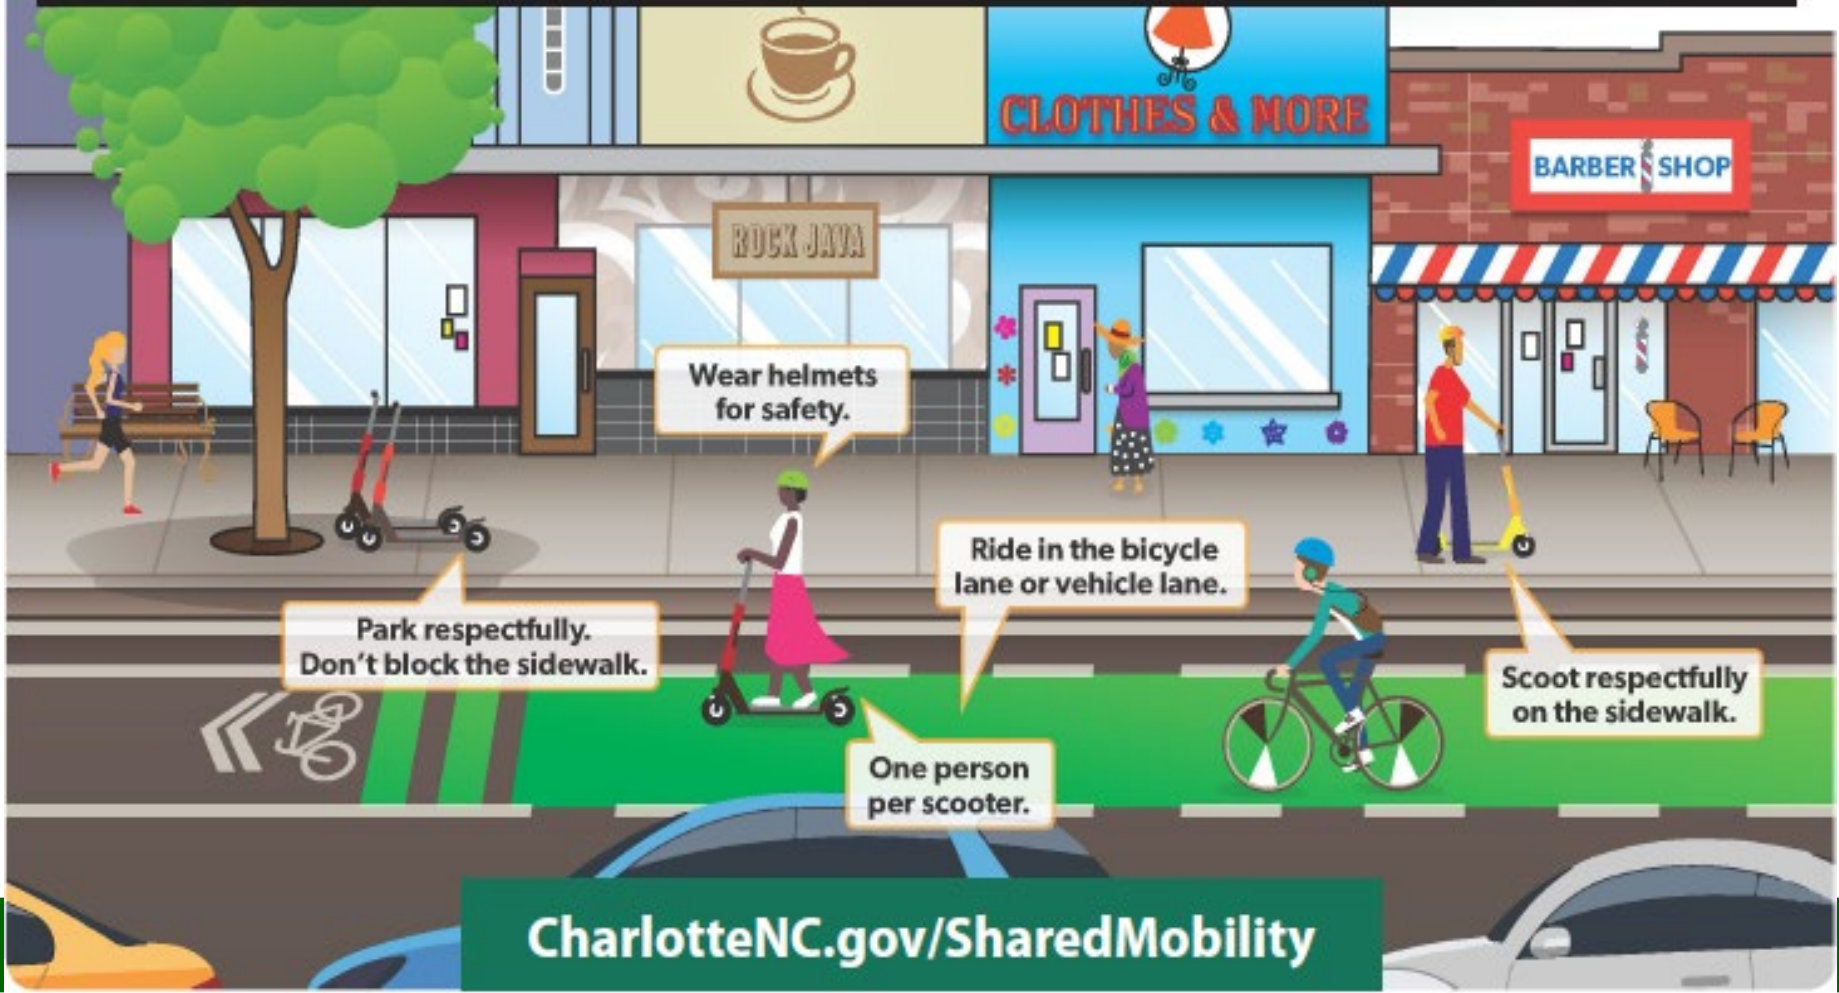 CLOTHES & MORE
BARBER SHOP
ROCK JAVA
Wear helmets
for safety.
Ride in the bicycle
lane or vehicle lane.
Park respectfully.
Don't block the sidewalk.
Scoot respectfully
on the sidewalk.
One person
per scooter.
CharlotteNC.gov/SharedMobility